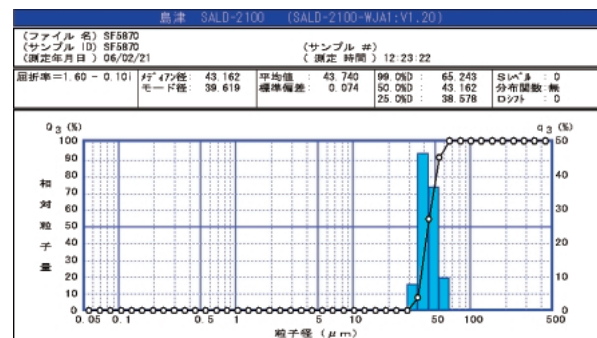 島津 SALD-2100 (SALD-2100-WJA1:V1.20)
(ファイル 名) SF5870
(サンプル ID) SF5870 (サンプル #)
(測定年月日) 06/02/21 (測定 時間) 12:23:22
屈折率=1.60 - 0.10i メディアン径: 43.162 平均値 : 43.740 99.0%D : 65.243 Sレベル : 0
モード径: 39.619 標準偏差: 0.074 50.0%D : 43.162 分布関数:無
25.0%D : 38.578 Dシフト : 0
Q3 (%) q3 (%)
100 50
90
80 40
70
60 30
50
40 20
30
20 10
10
0 0
相対粒子量
0.05 0.1 0.5 1 5 10 50 100 500
粒子径 (μm)